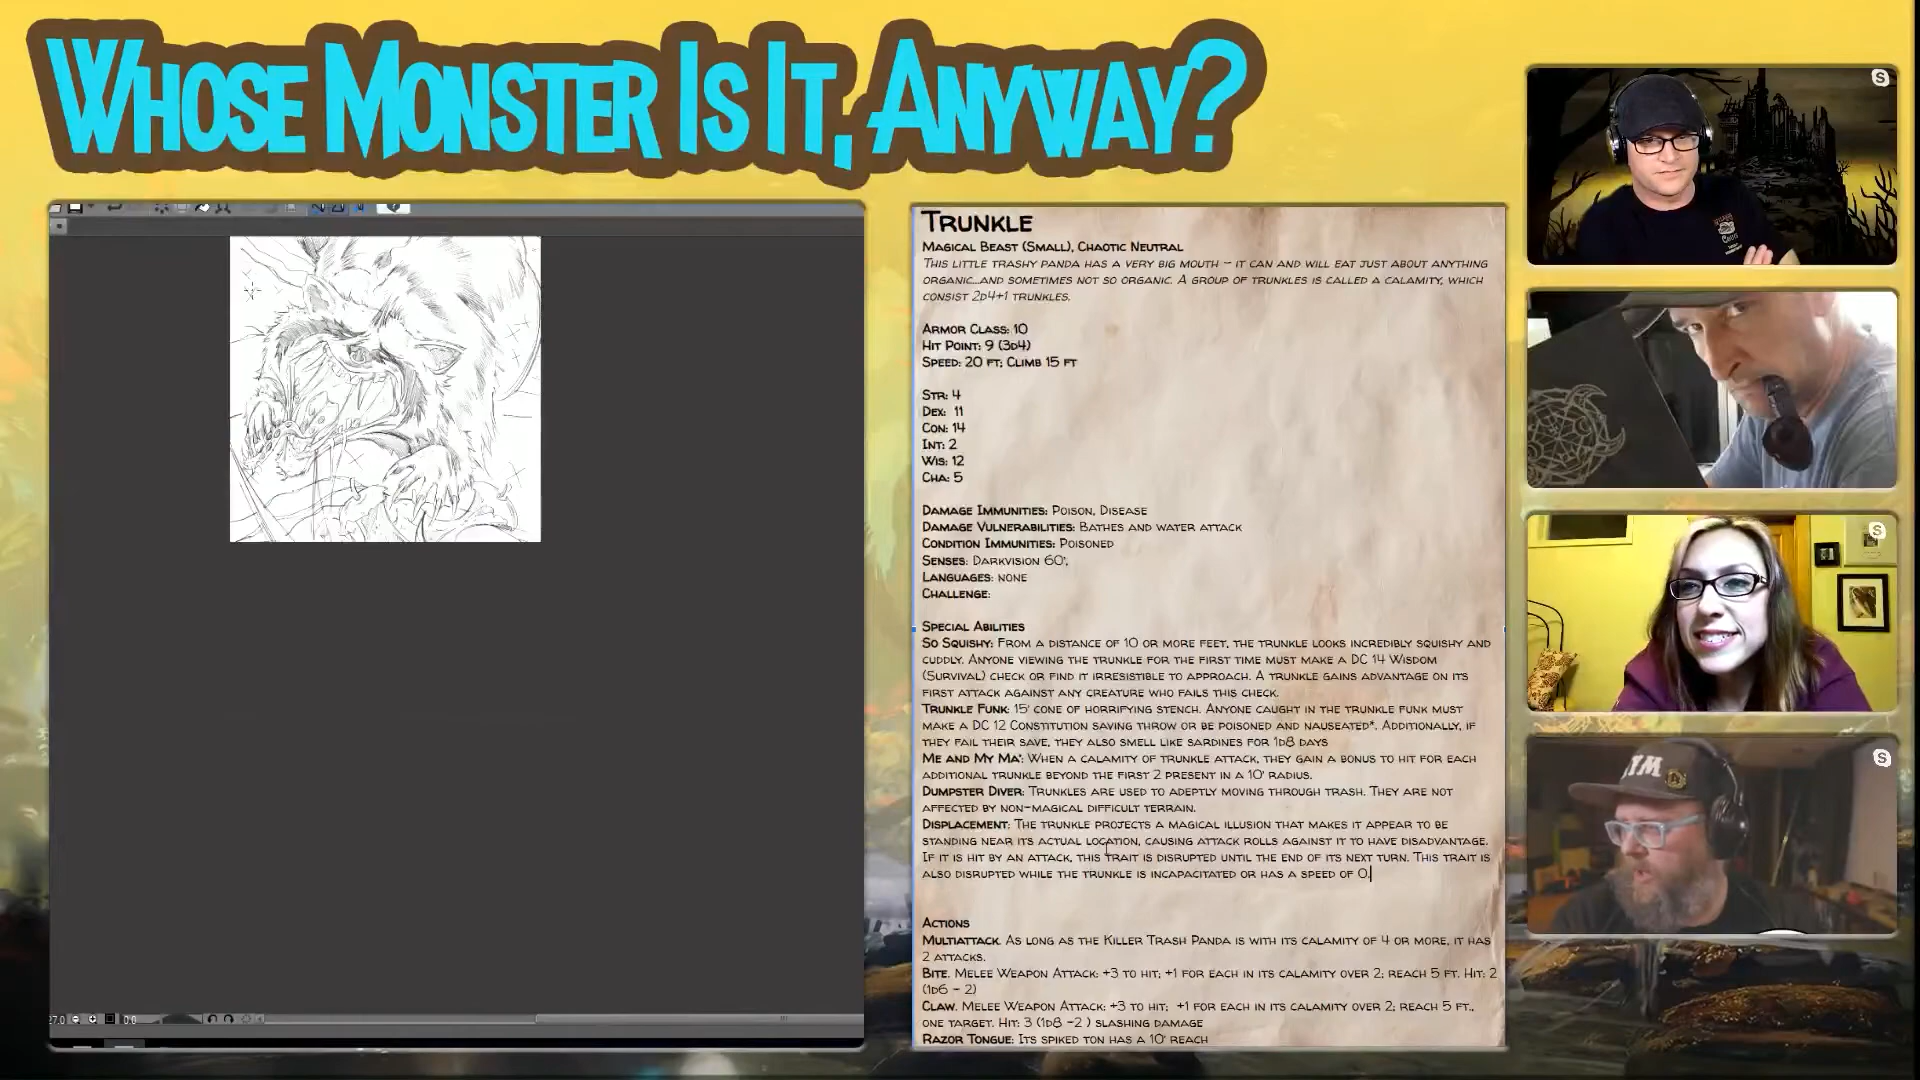 Whose Monster Is It, Anyway?
Trunkle
Magical Beast (Small), Chaotic Neutral
This little trashy panda has a very big mouth – it can and will eat just about anything
organic...and sometimes not so organic. A group of trunkles is called a calamity, which
consist 2d4+1 trunkles.
Armor Class: 10
Hit Point: 9 (3d4)
Speed: 20 ft; Climb 15 ft
Str: 4
Dex: 11
Con: 14
Int: 2
Wis: 12
Cha: 5
Damage Immunities: Poison, Disease
Damage Vulnerabilities: Bathes and water attack
Condition Immunities: Poisoned
Senses: Darkvision 60',
Languages: none
Challenge:
Special Abilities
So Squishy: From a distance of 10 or more feet, the trunkle looks incredibly squishy and
cuddly. Anyone viewing the trunkle for the first time must make a DC 14 Wisdom
(Survival) check or find it irresistible to approach. A trunkle gains advantage on its
first attack against any creature who fails this check.
Trunkle Funk: 15' cone of horrifying stench. Anyone caught in the trunkle funk must
make a DC 12 Constitution saving throw or be poisoned and nauseated*. Additionally, if
they fail their save, they also smell like sardines for 1d8 days
Me and My Ma': When a calamity of trunkle attack, they gain a bonus to hit for each
additional trunkle beyond the first 2 present in a 10' radius.
Dumpster Diver: Trunkles are used to adeptly moving through trash. They are not
affected by non-magical difficult terrain.
Displacement: The trunkle projects a magical illusion that makes it appear to be
standing near its actual location, causing attack rolls against it to have disadvantage.
If it is hit by an attack, this trait is disrupted until the end of its next turn. This trait is
also disrupted while the trunkle is incapacitated or has a speed of 0.
Actions
Multiattack. As long as the Killer Trash Panda is with its calamity of 4 or more, it has
2 attacks.
Bite. Melee Weapon Attack: +3 to hit; +1 for each in its calamity over 2; reach 5 ft. Hit: 2
(1d6 – 2)
Claw. Melee Weapon Attack: +3 to hit; +1 for each in its calamity over 2; reach 5 ft.,
one target. Hit: 3 (1d8 -2 ) slashing damage
Razor Tongue: Its spiked ton has a 10' reach
27.0
0.0
S
S
S